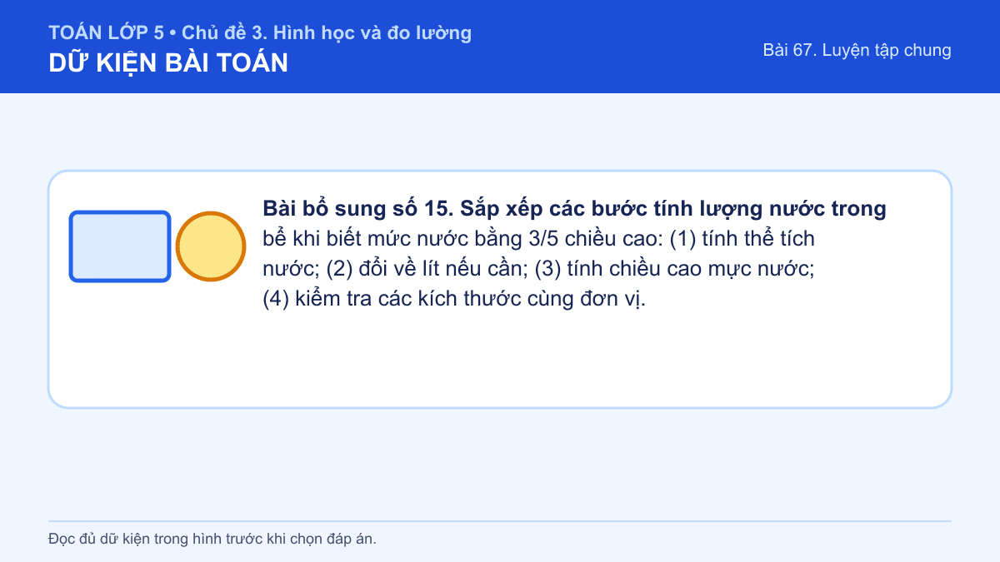 TOÁN LỚP 5 • Chủ đề 3. Hình học và đo lường
DỮ KIỆN BÀI TOÁN
Bài 67. Luyện tập chung
Bài bổ sung số 15. Sắp xếp các bước tính lượng nước trong
bể khi biết mức nước bằng 3/5 chiều cao: (1) tính thể tích
nước; (2) đổi về lít nếu cần; (3) tính chiều cao mực nước;
(4) kiểm tra các kích thước cùng đơn vị.
Đọc đủ dữ kiện trong hình trước khi chọn đáp án.